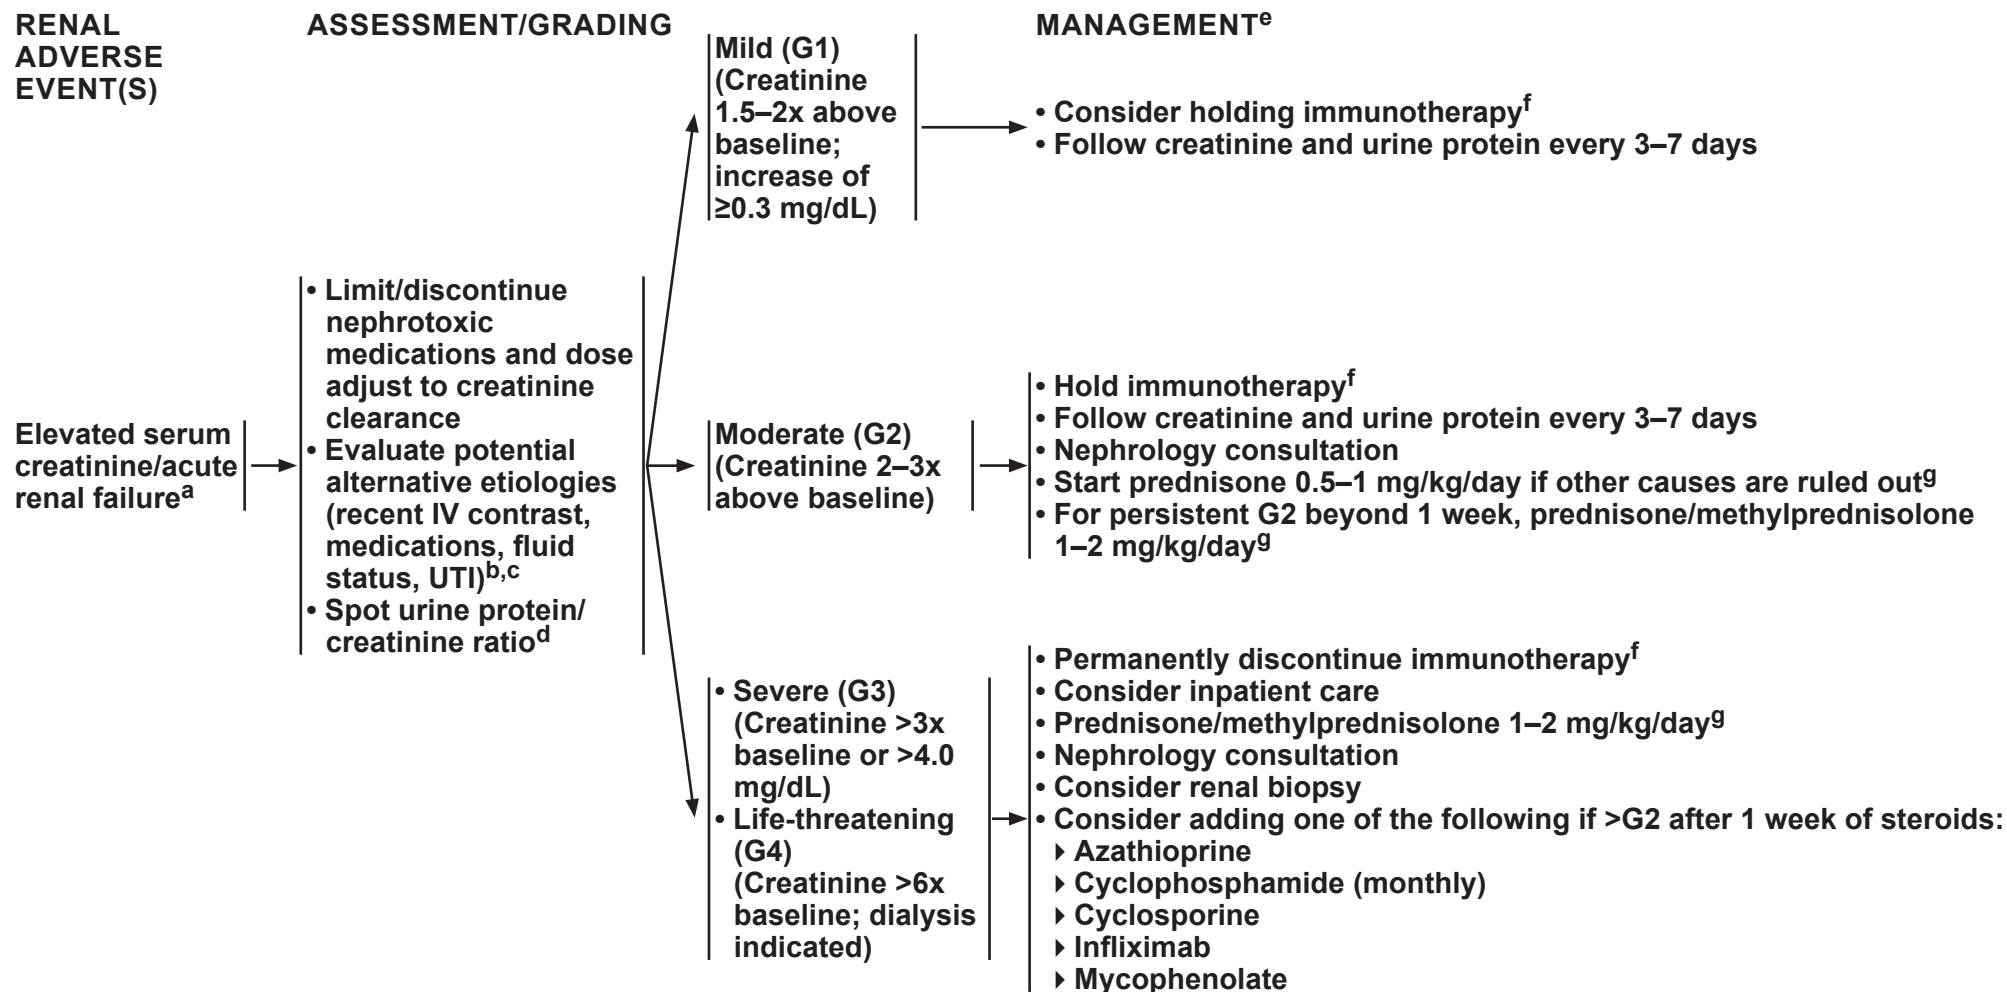 RENAL
ADVERSE
EVENT(S)
ASSESSMENT/GRADING
MANAGEMENTᵉ
Elevated serum
creatinine/acute
renal failureᵃ
• Limit/discontinue
nephrotoxic
medications and dose
adjust to creatinine
clearance
• Evaluate potential
alternative etiologies
(recent IV contrast,
medications, fluid
status, UTI)ᵇ,ᶜ
• Spot urine protein/
creatinine ratioᵈ
Mild (G1)
(Creatinine
1.5–2x above
baseline;
increase of
≥0.3 mg/dL)
• Consider holding immunotherapyᶠ
• Follow creatinine and urine protein every 3–7 days
Moderate (G2)
(Creatinine 2–3x
above baseline)
• Hold immunotherapyᶠ
• Follow creatinine and urine protein every 3–7 days
• Nephrology consultation
• Start prednisone 0.5–1 mg/kg/day if other causes are ruled outᵍ
• For persistent G2 beyond 1 week, prednisone/methylprednisolone
1–2 mg/kg/dayᵍ
• Severe (G3)
(Creatinine >3x
baseline or >4.0
mg/dL)
• Life-threatening
(G4)
(Creatinine >6x
baseline; dialysis
indicated)
• Permanently discontinue immunotherapyᶠ
• Consider inpatient care
• Prednisone/methylprednisolone 1–2 mg/kg/dayᵍ
• Nephrology consultation
• Consider renal biopsy
• Consider adding one of the following if >G2 after 1 week of steroids:
▸ Azathioprine
▸ Cyclophosphamide (monthly)
▸ Cyclosporine
▸ Infliximab
▸ Mycophenolate